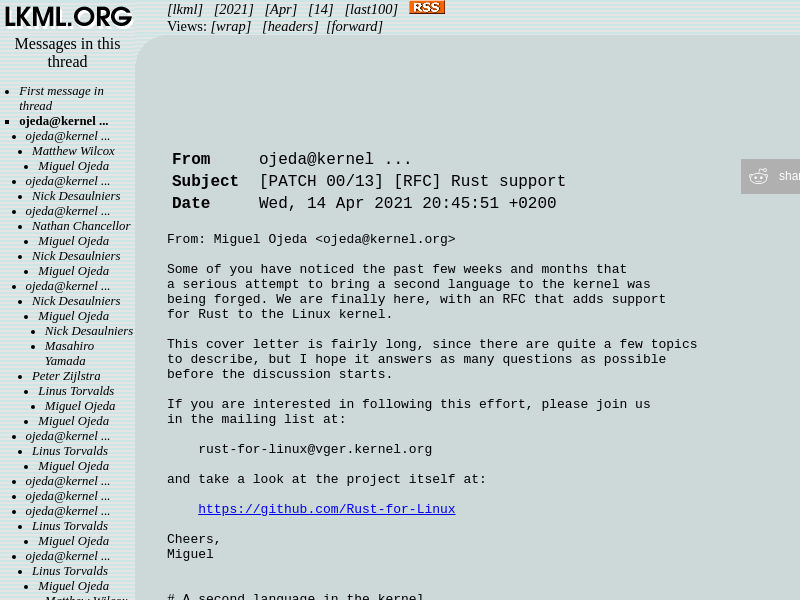 LKML.ORG
[lkml] [2021] [Apr] [14] [last100] RSS
Views: [wrap] [headers] [forward]
Messages in this
thread
First message in
thread
ojeda@kernel ...
ojeda@kernel ...
Matthew Wilcox
Miguel Ojeda
ojeda@kernel ...
Nick Desaulniers
ojeda@kernel ...
Nathan Chancellor
Miguel Ojeda
Nick Desaulniers
Miguel Ojeda
ojeda@kernel ...
Nick Desaulniers
Miguel Ojeda
Nick Desaulniers
Masahiro
Yamada
Peter Zijlstra
Linus Torvalds
Miguel Ojeda
Miguel Ojeda
ojeda@kernel ...
Linus Torvalds
Miguel Ojeda
ojeda@kernel ...
ojeda@kernel ...
ojeda@kernel ...
Linus Torvalds
Miguel Ojeda
ojeda@kernel ...
Linus Torvalds
Miguel Ojeda
Matthew Wilcox
From ojeda@kernel ...
Subject [PATCH 00/13] [RFC] Rust support
Date Wed, 14 Apr 2021 20:45:51 +0200
shar
From: Miguel Ojeda <ojeda@kernel.org>
Some of you have noticed the past few weeks and months that
a serious attempt to bring a second language to the kernel was
being forged. We are finally here, with an RFC that adds support
for Rust to the Linux kernel.
This cover letter is fairly long, since there are quite a few topics
to describe, but I hope it answers as many questions as possible
before the discussion starts.
If you are interested in following this effort, please join us
in the mailing list at:
rust-for-linux@vger.kernel.org
and take a look at the project itself at:
https://github.com/Rust-for-Linux
Cheers,
Miguel
# A second language in the kernel